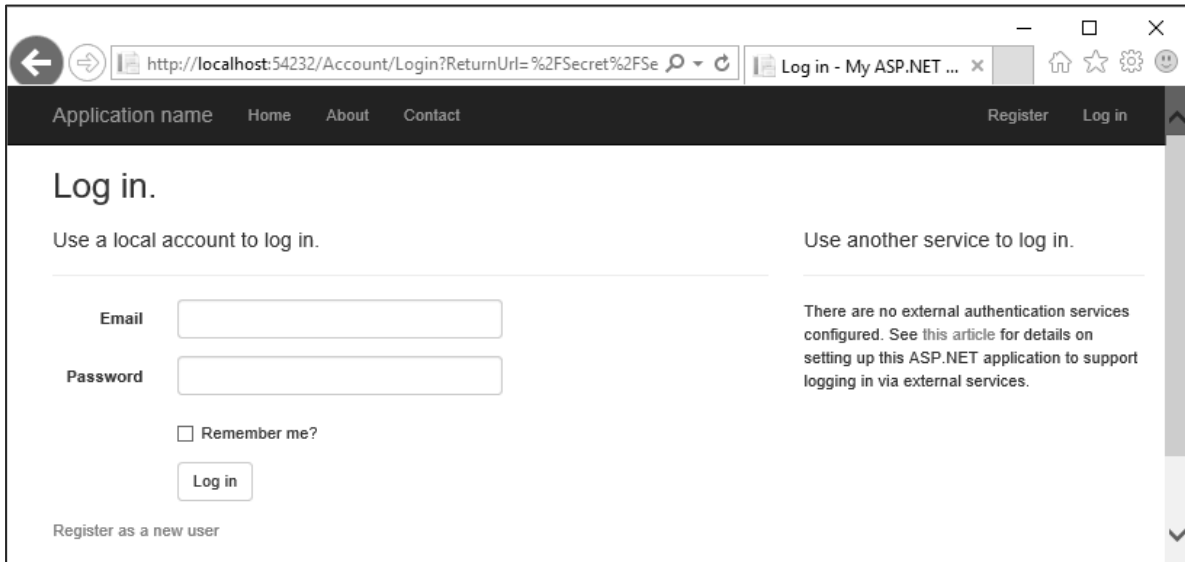 http://localhost:54232/Account/Login?ReturnUrl=%2FSecret%2FSe
Log in - My ASP.NET ...
Application name Home About Contact Register Log in
Log in.
Use a local account to log in.
Email
Password
Remember me?
Log in
Register as a new user
Use another service to log in.
There are no external authentication services
configured. See this article for details on
setting up this ASP.NET application to support
logging in via external services.